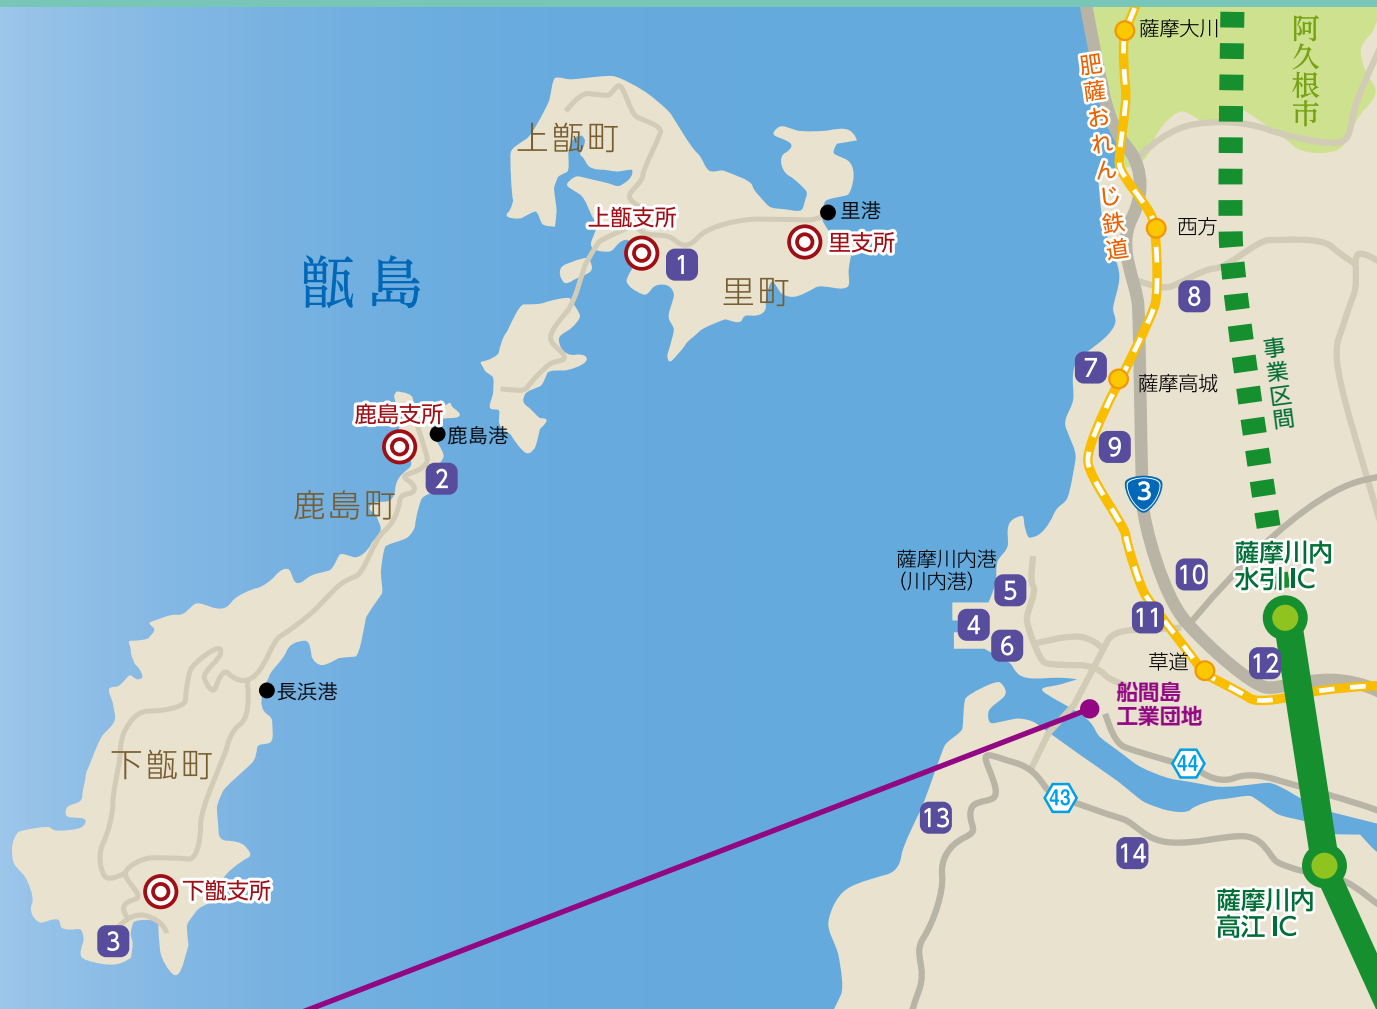 薩摩大川
阿久根市
肥薩おれんじ鉄道
上甑町
里港
上甑支所
里支所
西方
甑島
1
里町
8
事業区間
7
薩摩高城
鹿島支所
鹿島港
9
2
3
鹿島町
薩摩川内港
(川内港)
薩摩川内
水引IC
10
5
4
11
6
草道
12
長浜港
船間島
工業団地
下甑町
44
43
13
14
下甑支所
薩摩川内
高江IC
3